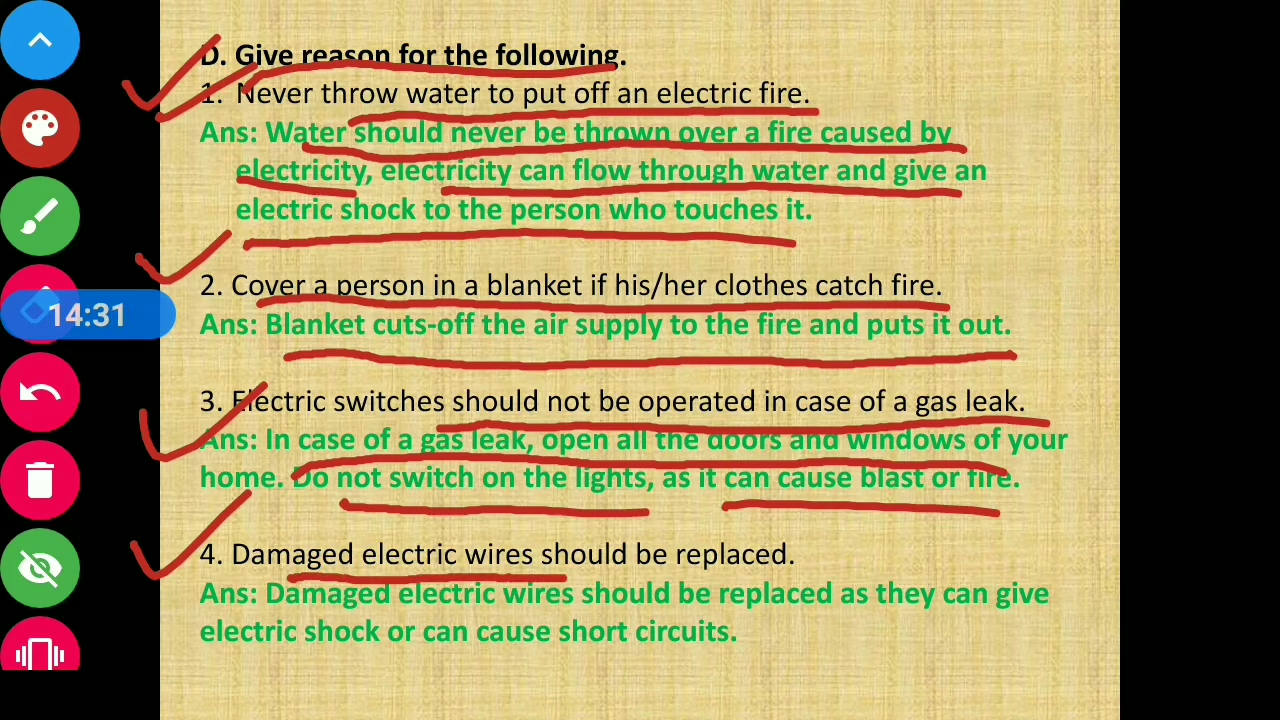 D. Give reason for the following.
1. Never throw water to put off an electric fire.
Ans: Water should never be thrown over a fire caused by
electricity, electricity can flow through water and give an
electric shock to the person who touches it.
2. Cover a person in a blanket if his/her clothes catch fire.
14:31
Ans: Blanket cuts-off the air supply to the fire and puts it out.
3. Electric switches should not be operated in case of a gas leak.
Ans: In case of a gas leak, open all the doors and windows of your
home. Do not switch on the lights, as it can cause blast or fire.
4. Damaged electric wires should be replaced.
Ans: Damaged electric wires should be replaced as they can give
electric shock or can cause short circuits.